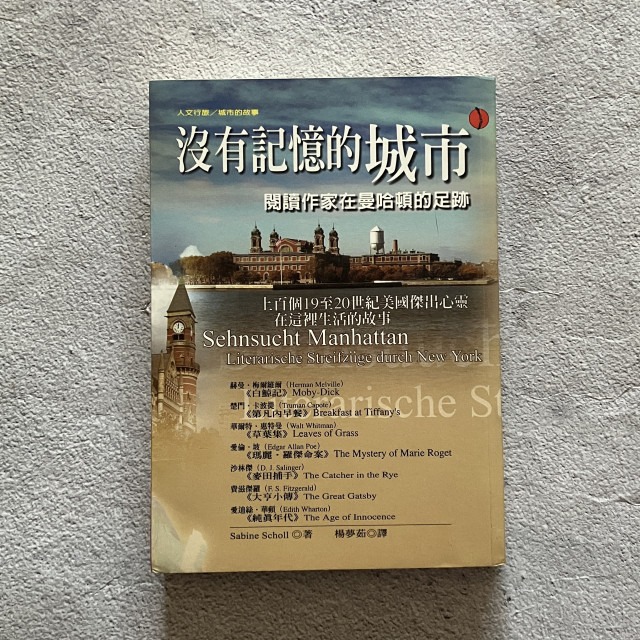 人文行旅／城市的故事
沒有記憶的城市
閱讀作家在曼哈頓的足跡
上百個19至20世紀美國傑出心靈
在這裡生活的故事
Sehnsucht Manhattan
Literarische Streifzüge durch New York
赫曼·梅爾維爾（Herman Melville）
《白鯨記》Moby-Dick
楚門·卡波提（Truman Capote）
《第凡內早餐》Breakfast at Tiffany's
華爾特·惠特曼（Walt Whitman）
《草葉集》Leaves of Grass
愛倫·坡（Edgar Allan Poe）
《瑪麗·羅傑命案》The Mystery of Marie Roget
沙林傑（D. J. Salinger）
《麥田捕手》The Catcher in the Rye
費滋傑羅（F. S. Fitzgerald）
《大亨小傳》The Great Gatsby
愛迪絲·華頓（Edith Wharton）
《純真年代》The Age of Innocence
Sabine Scholl ◎著 楊夢茹◎譯